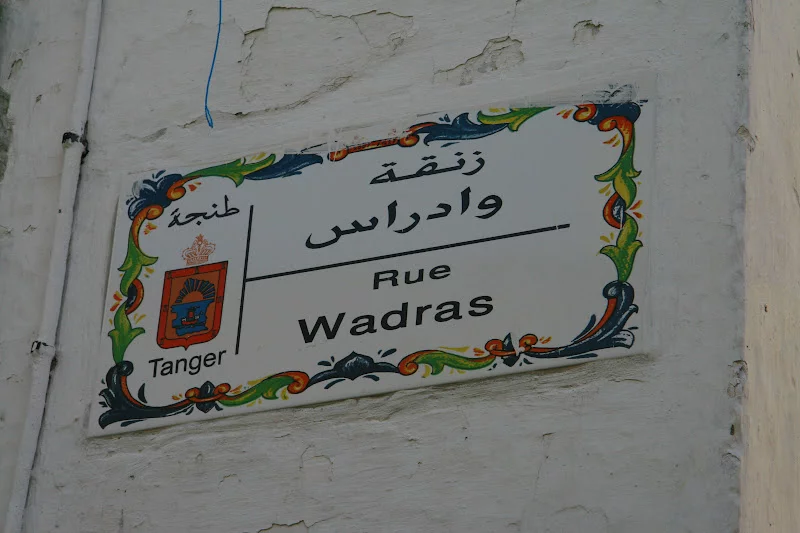 زنقة
وادراس
طنجة
Rue
Wadras
Tanger